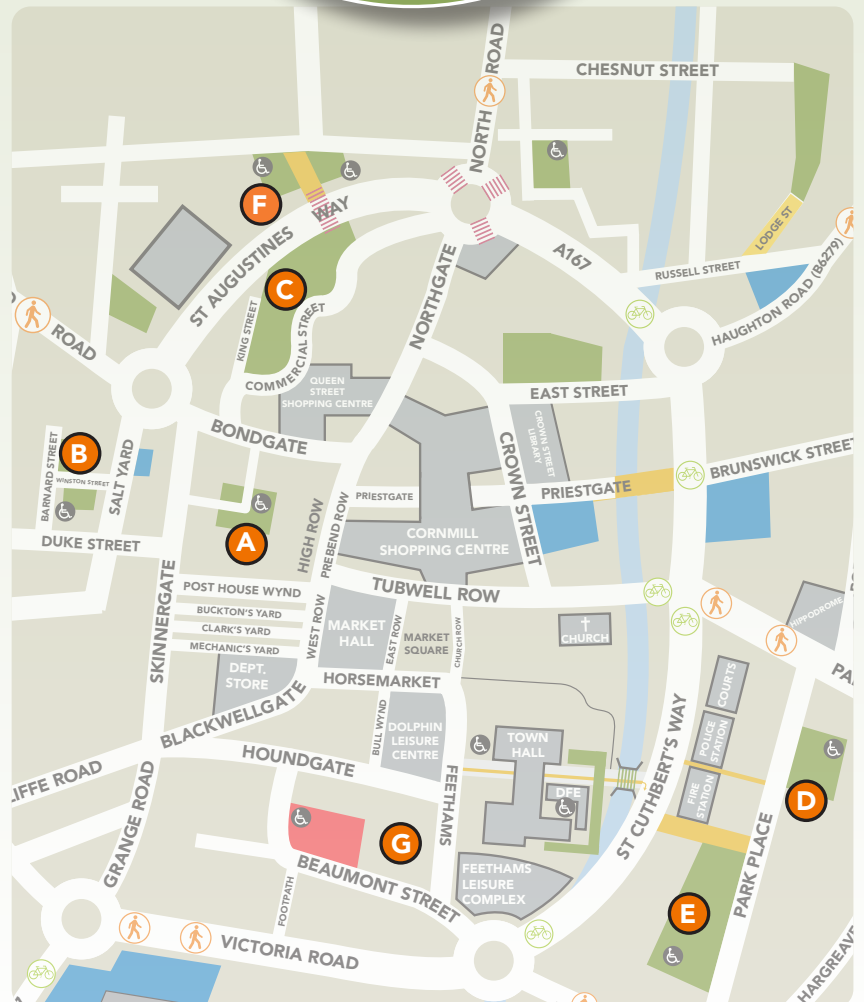 NORTH ROAD
CHESNUT STREET
F
WAY
ST AUGUSTINES
A167
LODGE ST
RUSSELL STREET
HAUGHTON ROAD (B6279)
C
NORTHGATE
KING STREET
COMMERCIAL STREET
ROAD
QUEEN
STREET
SHOPPING CENTRE
EAST STREET
BONDGATE
CROWN STREET
LIBRARY
CROWN STREET
B
BARNARD STREET
WINSTON STREET
SALT YARD
BRUNSWICK STREET
PRIESTGATE
PRIESTGATE
HIGH ROW
PREBEND ROW
A
DUKE STREET
CORNMILL
SHOPPING CENTRE
SKINNERGATE
POST HOUSE WYND
BUCKTON'S YARD
CLARK'S YARD
MECHANIC'S YARD
TUBWELL ROW
WEST ROW
MARKET
HALL
EAST ROW
MARKET
SQUARE
CHURCH ROW
CHURCH
HIPPODROME
DEPT.
STORE
HORSEMARKET
BLACKWELLGATE
BULL WYND
DOLPHIN
LEISURE
CENTRE
TOWN
HALL
COURTS
POLICE
STATION
FIRE
STATION
PA
LIFFE ROAD
HOUNDGATE
FEETHAMS
DFE
ST CUTHBERT'S WAY
D
GRANGE ROAD
G
BEAUMONT STREET
FOOTPATH
FEETHAMS
LEISURE
COMPLEX
PARK PLACE
E
VICTORIA ROAD
HARGREAVE